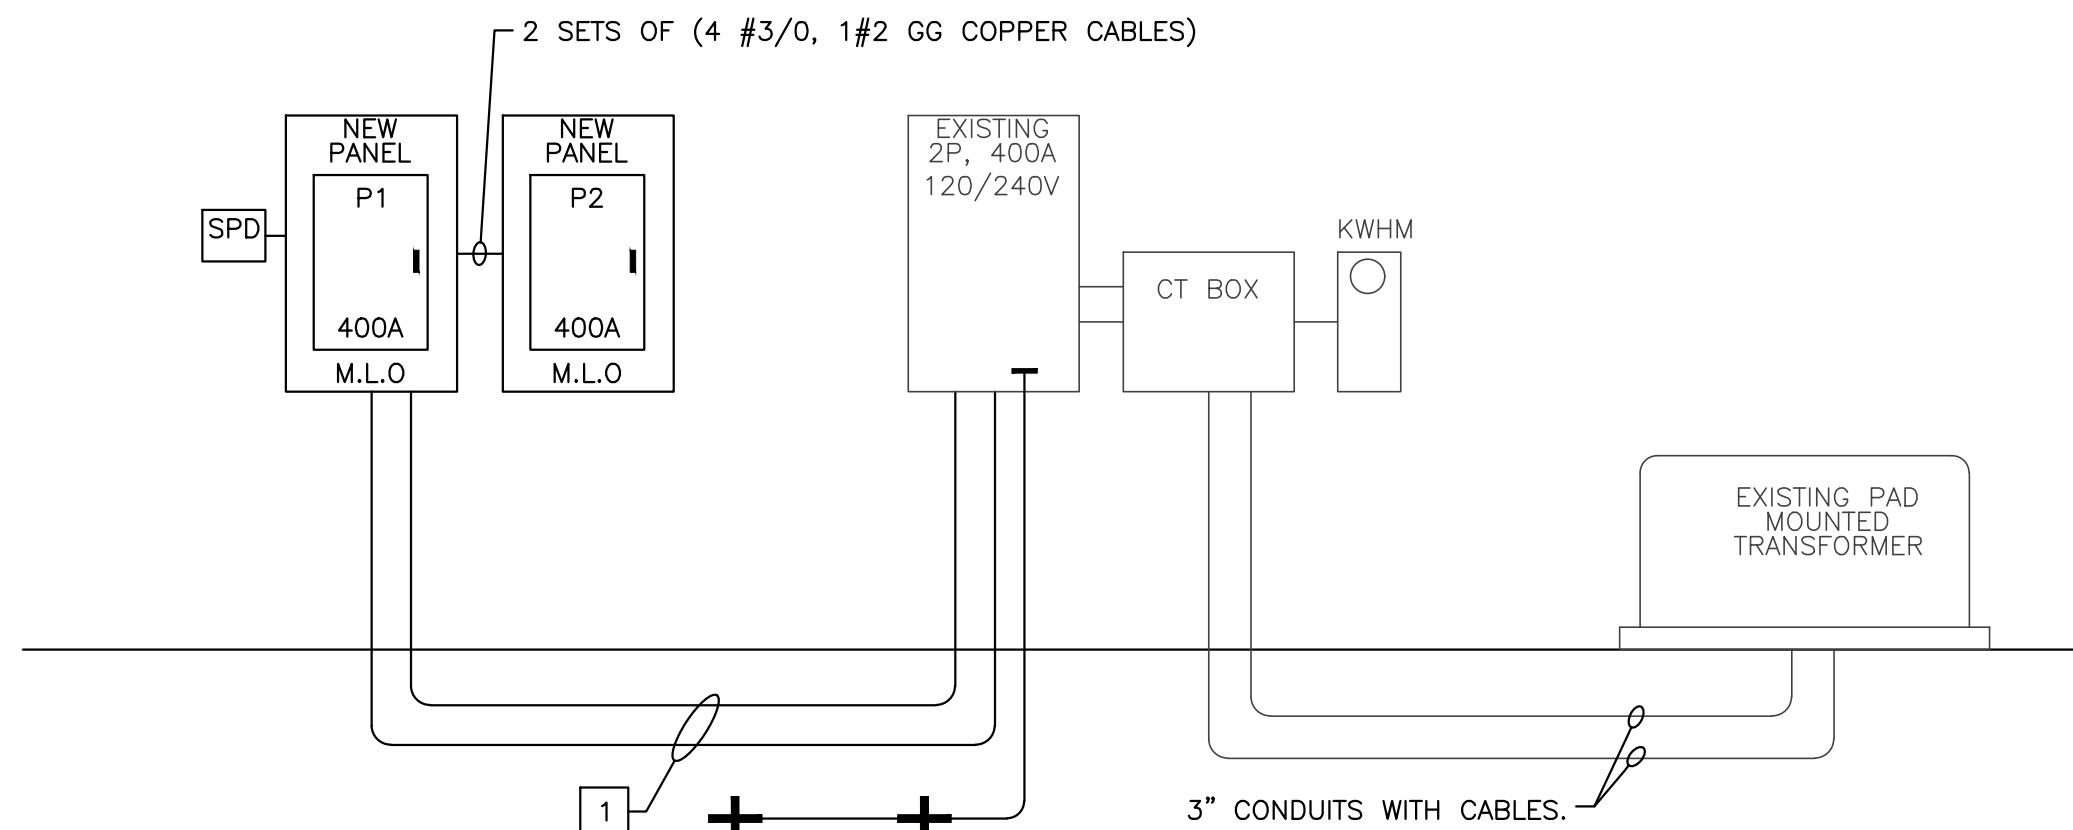 2 SETS OF (4 #3/0, 1#2 GG COPPER CABLES)
NEW
PANEL
P1
400A
M.L.O
SPD
NEW
PANEL
P2
400A
M.L.O
EXISTING
2P, 400A
120/240V
CT BOX
KWHM
EXISTING PAD
MOUNTED
TRANSFORMER
1
3” CONDUITS WITH CABLES.